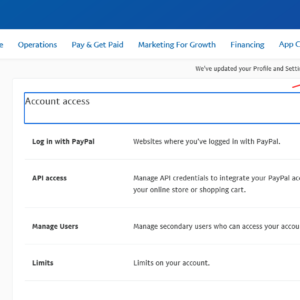 Operations Pay & Get Paid Marketing For Growth Financing App
We've updated your Profile and
Account access
Log in with PayPal Websites where you've logged in with PayPal.
API access Manage API credentials to integrate your PayPal
your online store or shopping cart.
Manage Users Manage secondary users who can access your
Limits Limits on your account.